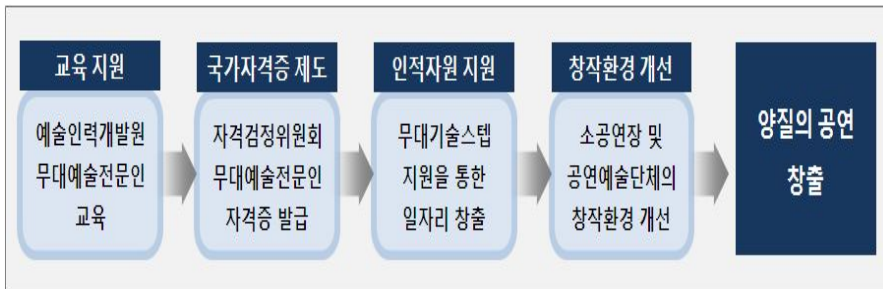 교육 지원
예술인력개발원
무대예술전문인
교육
국가자격증 제도
자격검정위원회
무대예술전문인
자격증 발급
인적자원 지원
무대기술스텝
지원을 통한
일자리 창출
창작환경 개선
소공연장 및
공연예술단체의
창작환경 개선
양질의 공연
창출